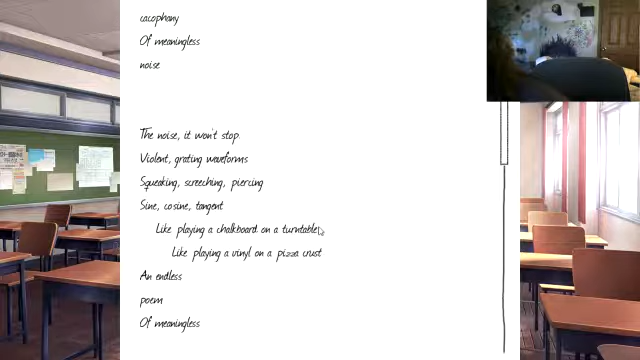 cacophany
Of meaningless
noise
The noise, it won't stop.
Violent, grating waveforms
Squeaking, screeching, piercing
Sine, cosine, tangent
Like playing a chalkboard on a turntable
Like playing a vinyl on a pizza crust
An endless
poem
Of meaningless